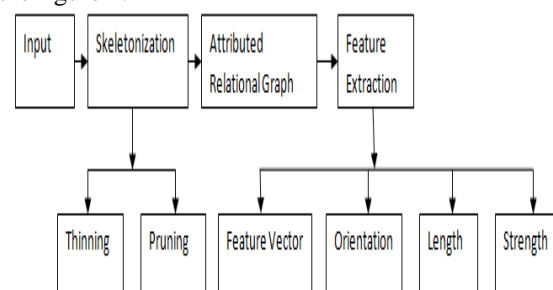 Input
Skeletonization
Attributed
Relational Graph
Feature
Extraction
Thinning
Pruning
Feature Vector
Orientation
Length
Strength